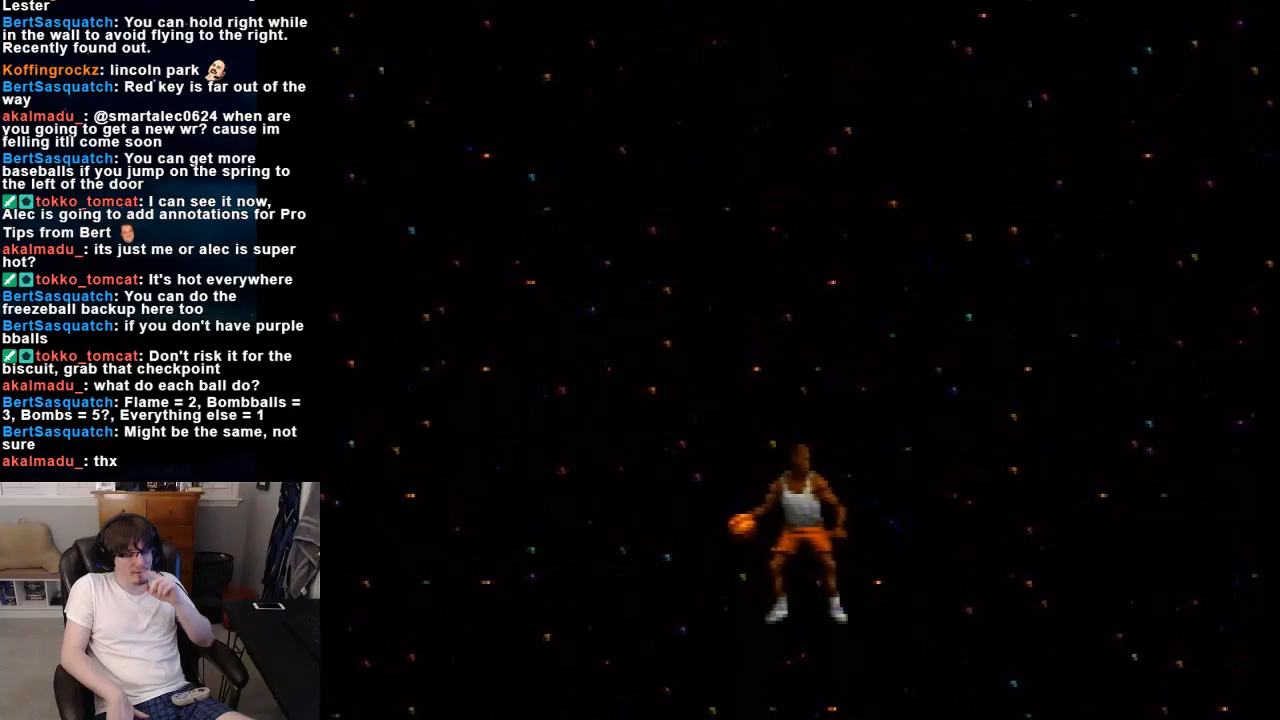 Lester
BertSasquatch: You can hold right while
in the wall to avoid flying to the right.
Recently found out.
Koffingrockz: lincoln park
BertSasquatch: Red key is far out of the
way
akalmadu_: @smartalec0624 when are
you going to get a new wr? cause im
felling itll come soon
BertSasquatch: You can get more
baseballs if you jump on the spring to
the left of the door
tokko_tomcat: I can see it now,
Alec is going to add annotations for Pro
Tips from Bert
akalmadu_: its just me or alec is super
hot?
tokko_tomcat: It's hot everywhere
BertSasquatch: You can do the
freezeball backup here too
BertSasquatch: if you don't have purple
bballs
tokko_tomcat: Don't risk it for the
biscuit, grab that checkpoint
akalmadu_: what do each ball do?
BertSasquatch: Flame = 2, Bombballs =
3, Bombs = 5?, Everything else = 1
BertSasquatch: Might be the same, not
sure
akalmadu_: thx